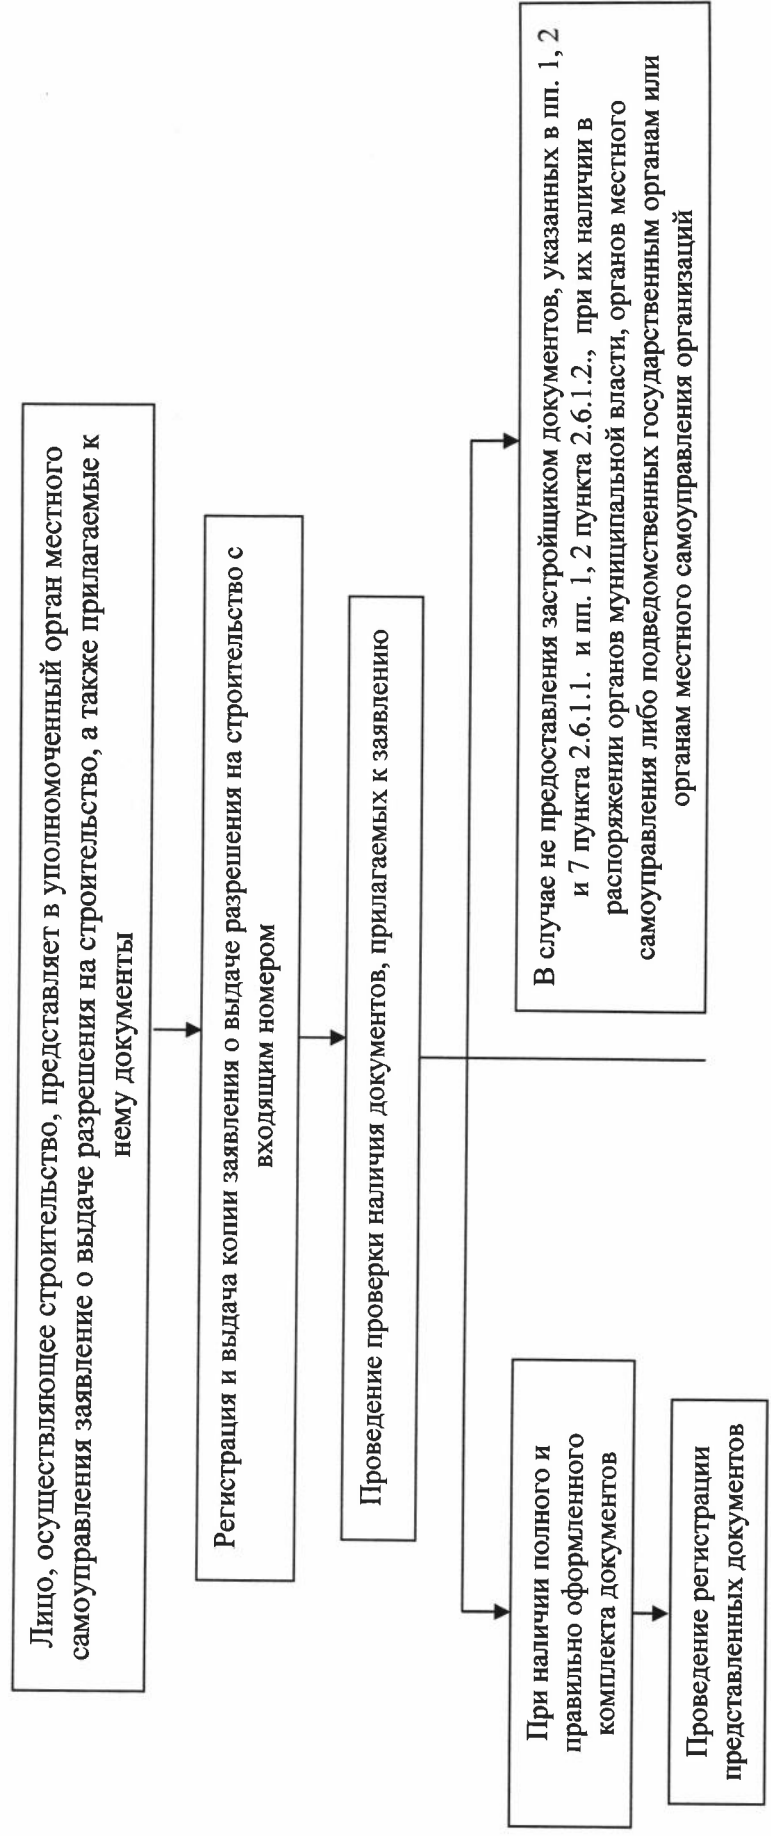 Лицо, осуществляющее строительство, представляет в уполномоченный орган местного
самоуправления заявление о выдаче разрешения на строительство, а также прилагаемые к
нему документы
Регистрация и выдача копии заявления о выдаче разрешения на строительство с
входящим номером
Проведение проверки наличия документов, прилагаемых к заявлению
При наличии полного и
правильно оформленного
комплекта документов
Проведение регистрации
представленных документов
В случае не предоставления застройщиком документов, указанных в пп. 1, 2
и 7 пункта 2.6.1.1. и пп. 1, 2 пункта 2.6.1.2., при их наличии в
распоряжении органов муниципальной власти, органов местного
самоуправления либо подведомственных государственным органам или
органам местного самоуправления организаций